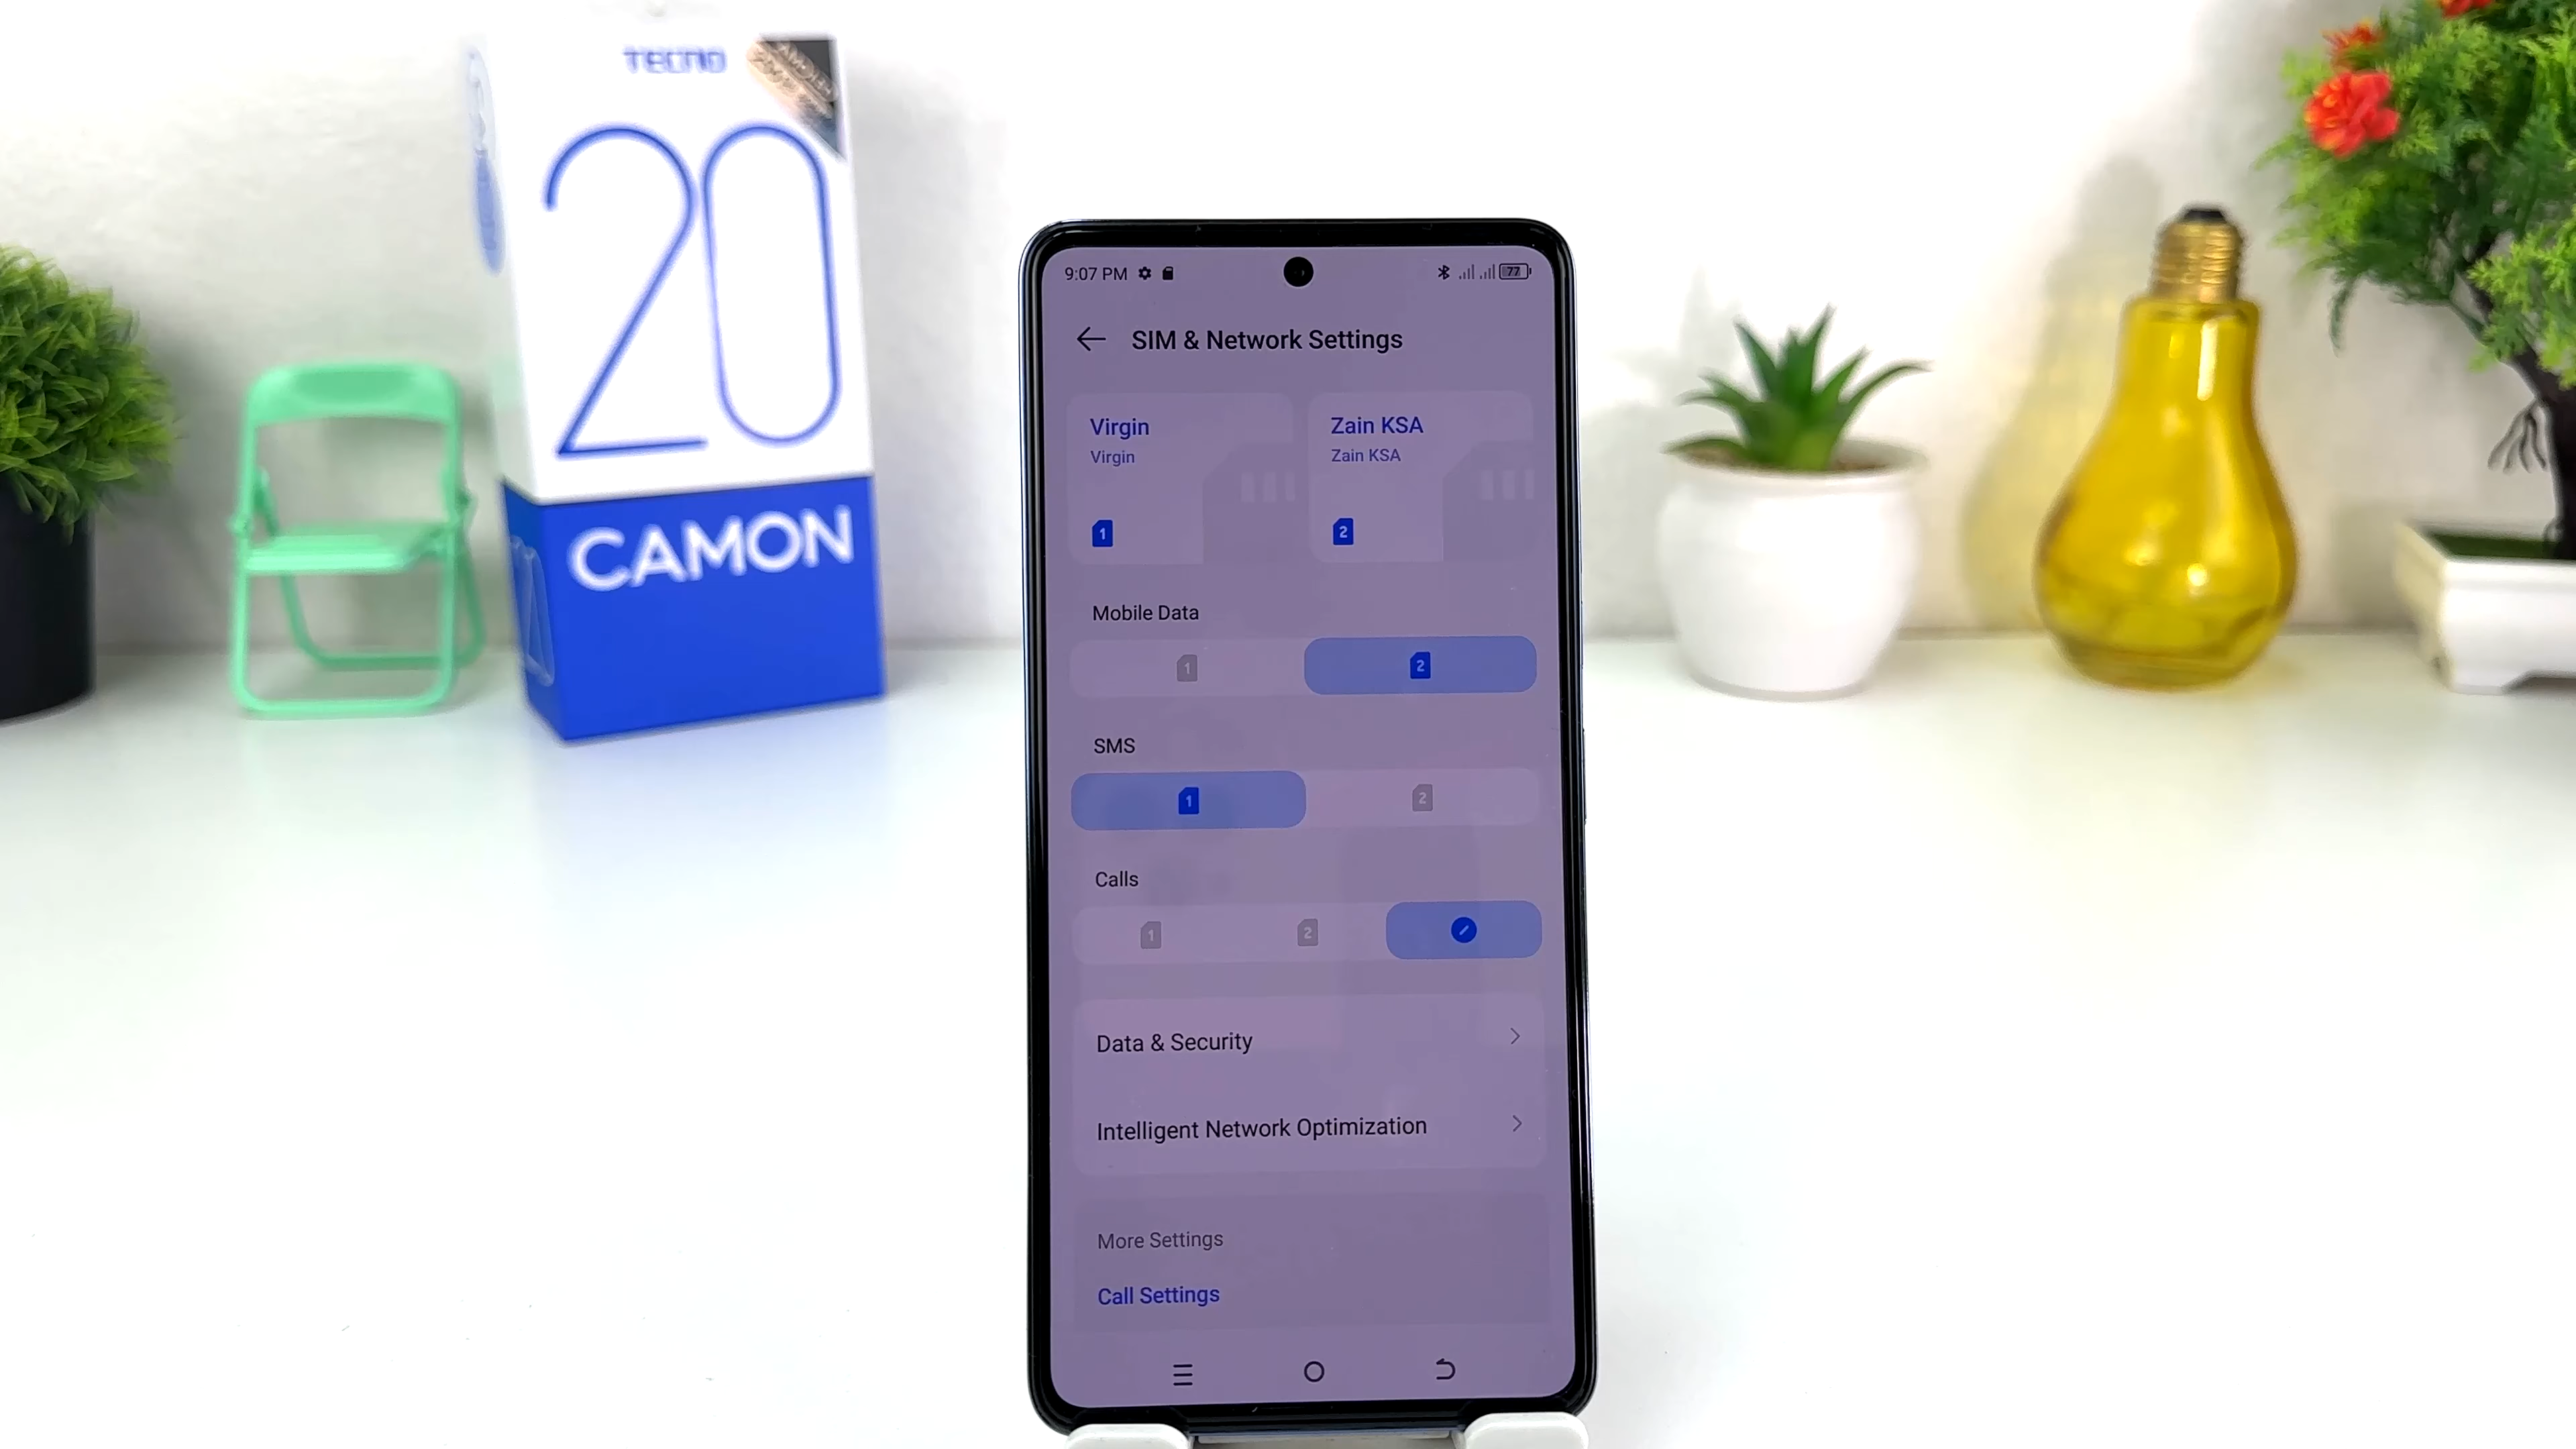 TECNO
20
CAMON
9:07 PM
77
SIM & Network Settings
Virgin
Virgin
1
Zain KSA
Zain KSA
2
Mobile Data
1 2
SMS
1 2
Calls
1 2
Data & Security
Intelligent Network Optimization
More Settings
Call Settings